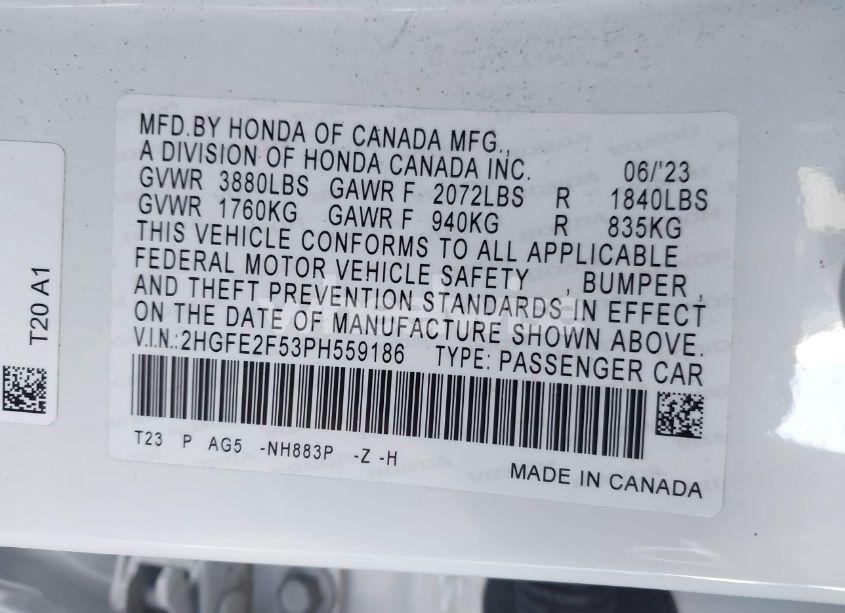 MFD.BY HONDA OF CANADA MFG.,
A DIVISION OF HONDA CANADA INC. 06/'23
GVWR 3880LBS GAWR F 2072LBS R 1840LBS
GVWR 1760KG GAWR F 940KG R 835KG
THIS VEHICLE CONFORMS TO ALL APPLICABLE
FEDERAL MOTOR VEHICLE SAFETY , BUMPER ,
AND THEFT PREVENTION STANDARDS IN EFFECT
ON THE DATE OF MANUFACTURE SHOWN ABOVE.
V.I.N.:2HGFE2F53PH559186 TYPE: PASSENGER CAR
T23 P AG5 -NH883P -Z -H
MADE IN CANADA
T20 A1